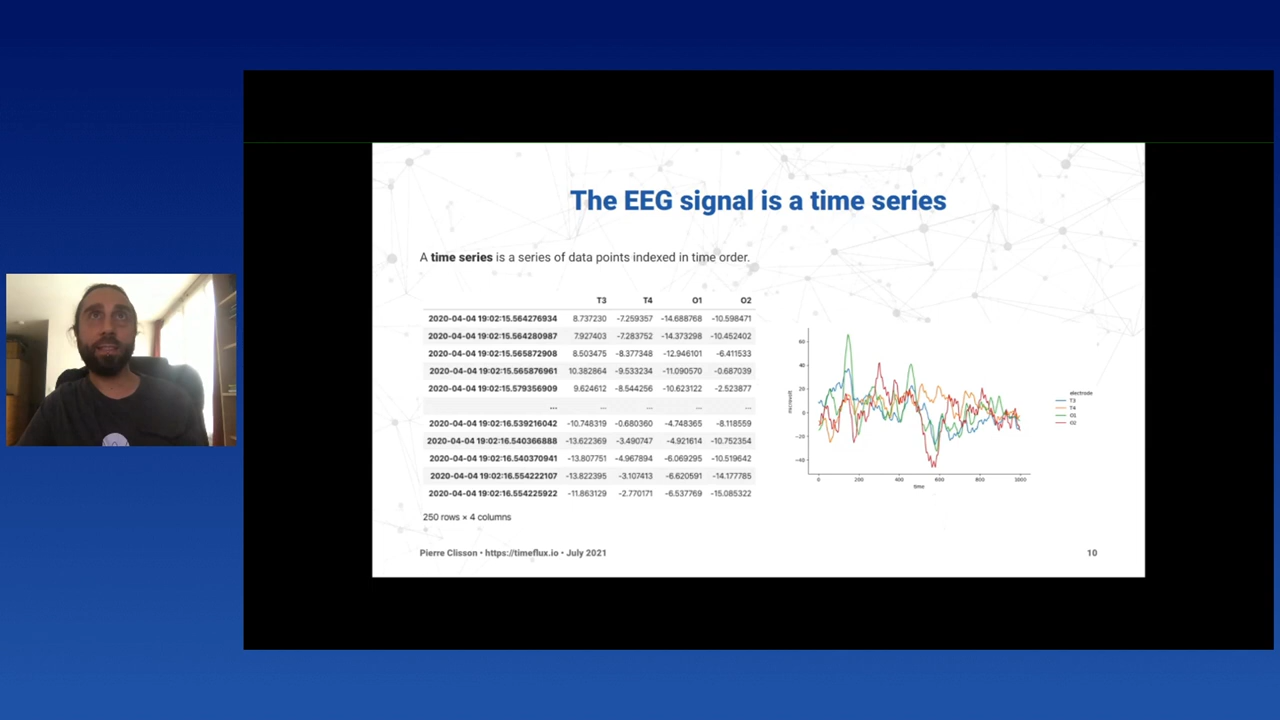 The EEG signal is a time series
A time series is a series of data points indexed in time order.
T3 T4 O1 O2
2020-04-04 19:02:15.564276934 8.737230 -7.259357 -14.688768 -10.598471
2020-04-04 19:02:15.564280987 7.927403 -7.283752 -14.373298 -10.452402
2020-04-04 19:02:15.565872908 8.503475 -8.377348 -12.946101 -6.411533
2020-04-04 19:02:15.565876961 10.382864 -9.533234 -11.090570 -0.687039
2020-04-04 19:02:15.579356909 9.624612 -8.544256 -10.623122 -2.523877
... ... ... ... ...
2020-04-04 19:02:16.539216042 -10.748319 -0.680360 -4.748365 -8.118559
2020-04-04 19:02:16.540366888 -13.622369 -3.490747 -4.921614 -10.752354
2020-04-04 19:02:16.540370941 -13.807751 -4.967894 -6.069295 -10.519642
2020-04-04 19:02:16.554222107 -13.822395 -3.107413 -6.620591 -14.177785
2020-04-04 19:02:16.554225922 -11.863129 -2.770171 -6.537769 -15.085322
250 rows × 4 columns
60
40
20
0
−20
−40
microvolt
0 200 400 600 800 1000
time
electrode
T3
T4
O1
O2
Pierre Clisson • https://timeflux.io • July 2021
10